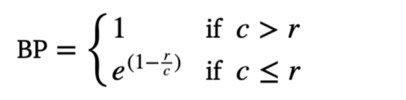 BP = { 1 if c > r
e^(1−r/c) if c ≤ r